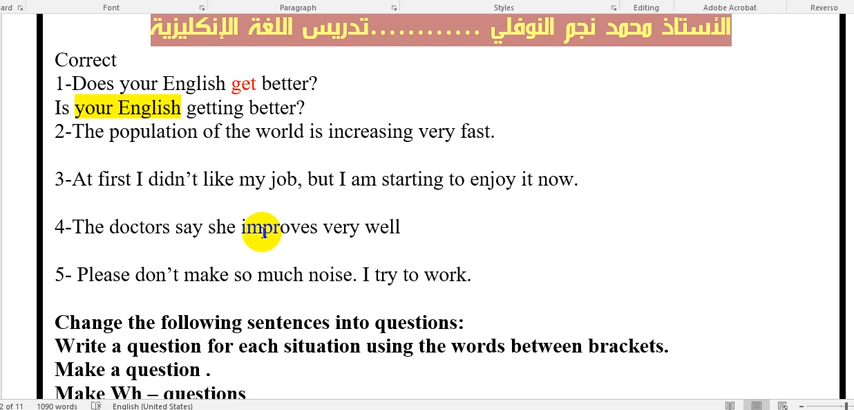 ard Font Paragraph Styles Editing Adobe Acrobat Reverso
الأستاذ محمد نجم النوفلي ............تدريس اللغة الإنكليزية
Correct
1-Does your English get better?
Is your English getting better?
2-The population of the world is increasing very fast.
3-At first I didn’t like my job, but I am starting to enjoy it now.
4-The doctors say she improves very well
5- Please don’t make so much noise. I try to work.
Change the following sentences into questions:
Write a question for each situation using the words between brackets.
Make a question .
Make Wh – questions
2 of 11 1090 words English (United States)